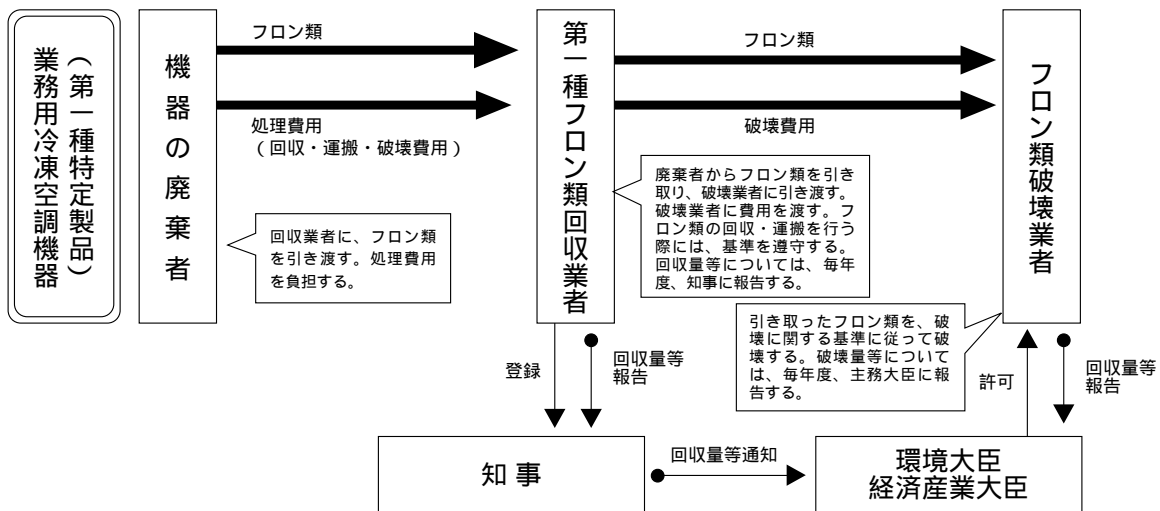 （第一種特定製品）
業務用冷凍空調機器
機器の廃棄者
フロン類
処理費用
（回収・運搬・破壊費用）
回収業者に、フロン類
を引き渡す。処理費用
を負担する。
第一種フロン類回収業者
フロン類
破壊費用
廃棄者からフロン類を引き
取り、破壊業者に引き渡す。
破壊業者に費用を渡す。フ
ロン類の回収・運搬を行う
際には、基準を遵守する。
回収量等については、毎年
度、知事に報告する。
フロン類破壊業者
引き取ったフロン類を、破
壊に関する基準に従って破
壊する。破壊量等について
は、毎年度、主務大臣に報
告する。
登録
回収量等
報告
許可
回収量等
報告
知事
回収量等通知
環境大臣
経済産業大臣